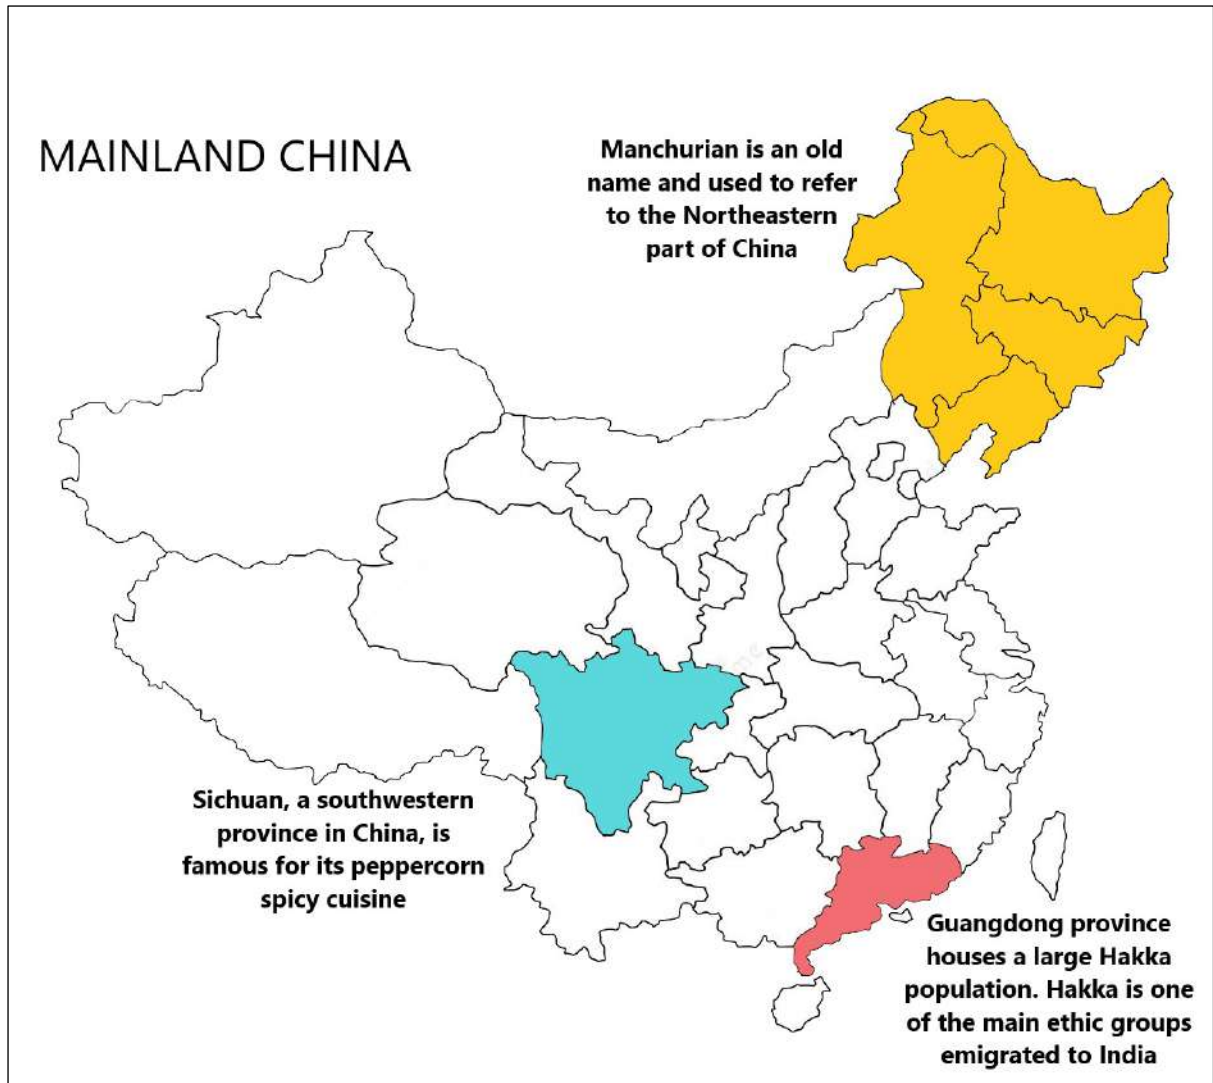 MAINLAND CHINA
Manchurian is an old
name and used to refer
to the Northeastern
part of China
Sichuan, a southwestern
province in China, is
famous for its peppercorn
spicy cuisine
Guangdong province
houses a large Hakka
population. Hakka is one
of the main ethic groups
emigrated to India